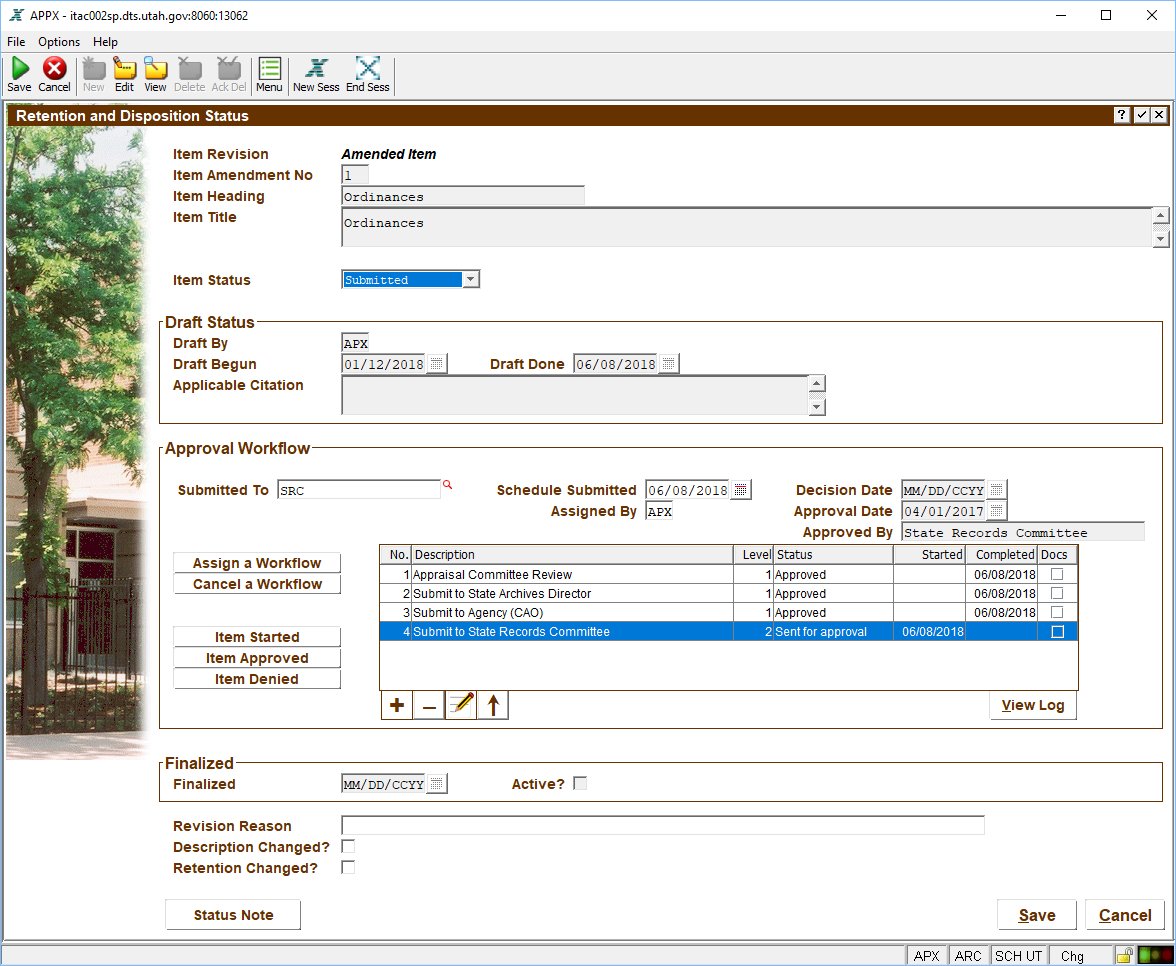 APPX - itac002sp.dts.utah.gov:8060:13062
File Options Help
Save Cancel New Edit View Delete Ack Del Menu New Sess End Sess
Retention and Disposition Status
Item Revision Amended Item
Item Amendment No 1
Item Heading Ordinances
Item Title Ordinances
Item Status Submitted
Draft Status
Draft By APX
Draft Begun 01/12/2018 Draft Done 06/08/2018
Applicable Citation
Approval Workflow
Submitted To SRC Schedule Submitted 06/08/2018 Decision Date MM/DD/CCYY
Assigned By APX Approval Date 04/01/2017
Approved By State Records Committee
No. Description Level Status Started Completed Docs
Assign a Workflow
Cancel a Workflow
1 Appraisal Committee Review 1 Approved 06/08/2018
2 Submit to State Archives Director 1 Approved 06/08/2018
3 Submit to Agency (CAO) 1 Approved 06/08/2018
4 Submit to State Records Committee 2 Sent for approval 06/08/2018
Item Started
Item Approved
Item Denied
View Log
Finalized
Finalized MM/DD/CCYY Active?
Revision Reason
Description Changed?
Retention Changed?
Status Note Save Cancel
APX ARC SCH UT Chg